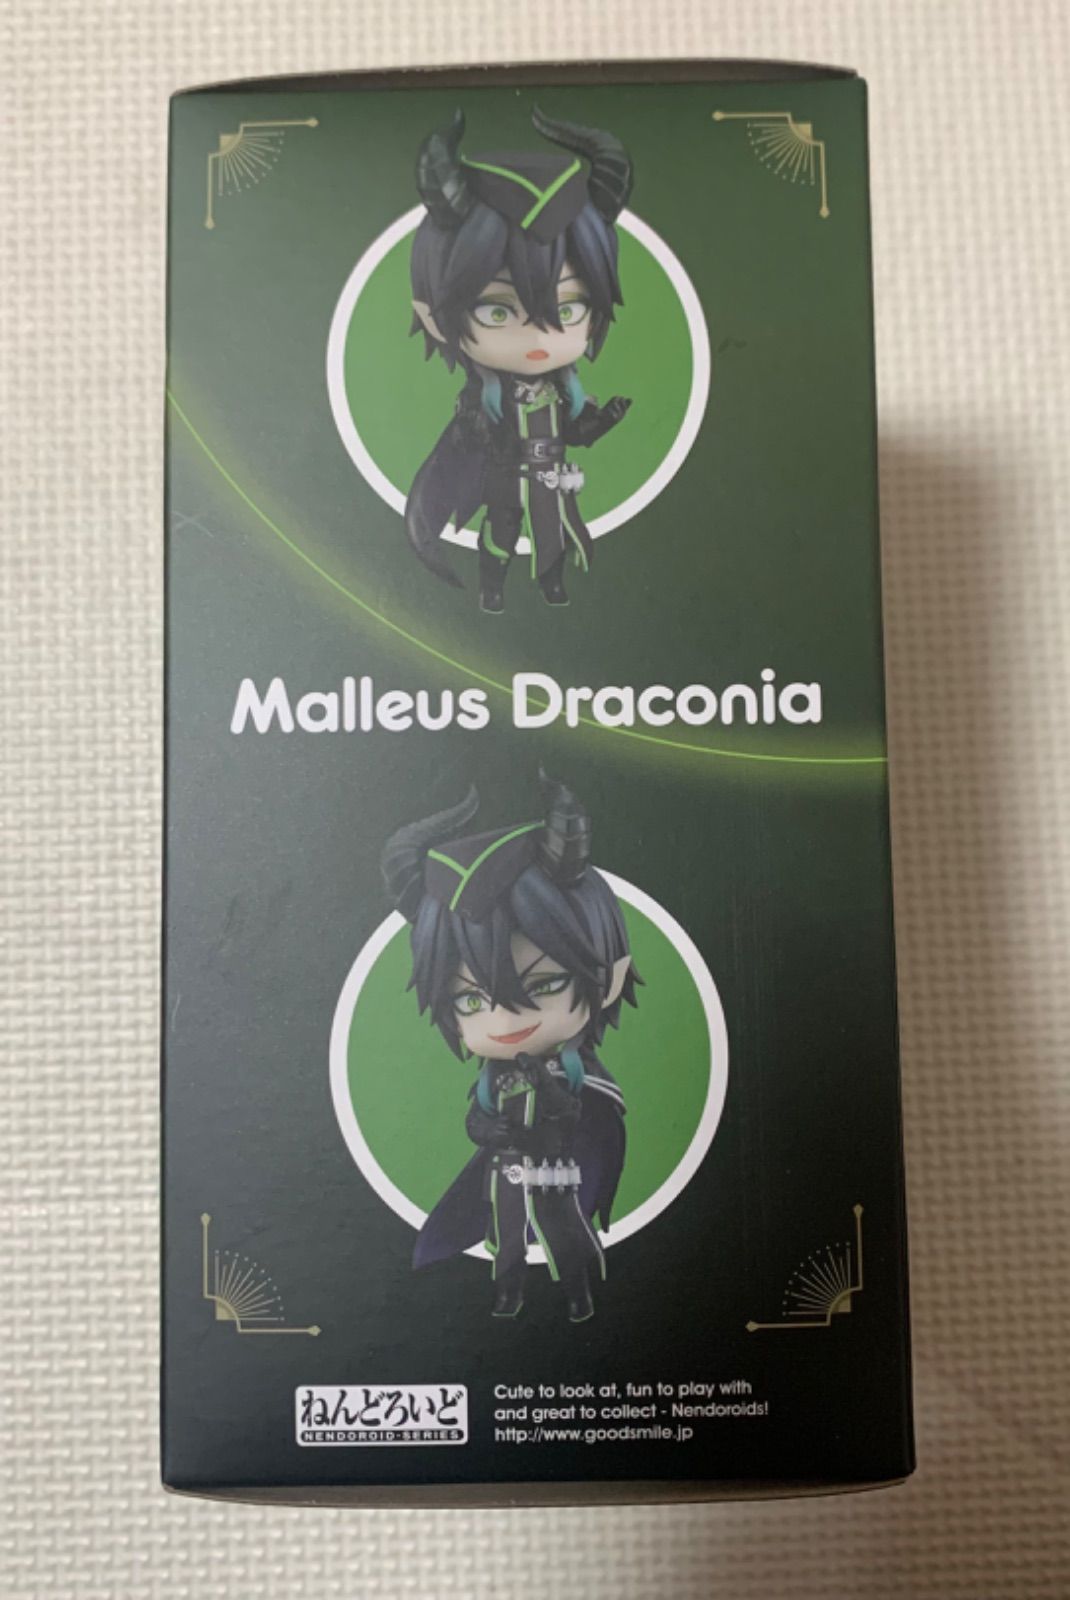 Malleus Draconia
ねんどろいど
NENDOROID-SERIES
Cute to look at, fun to play with
and great to collect - Nendoroids!
http://www.goodsmile.jp